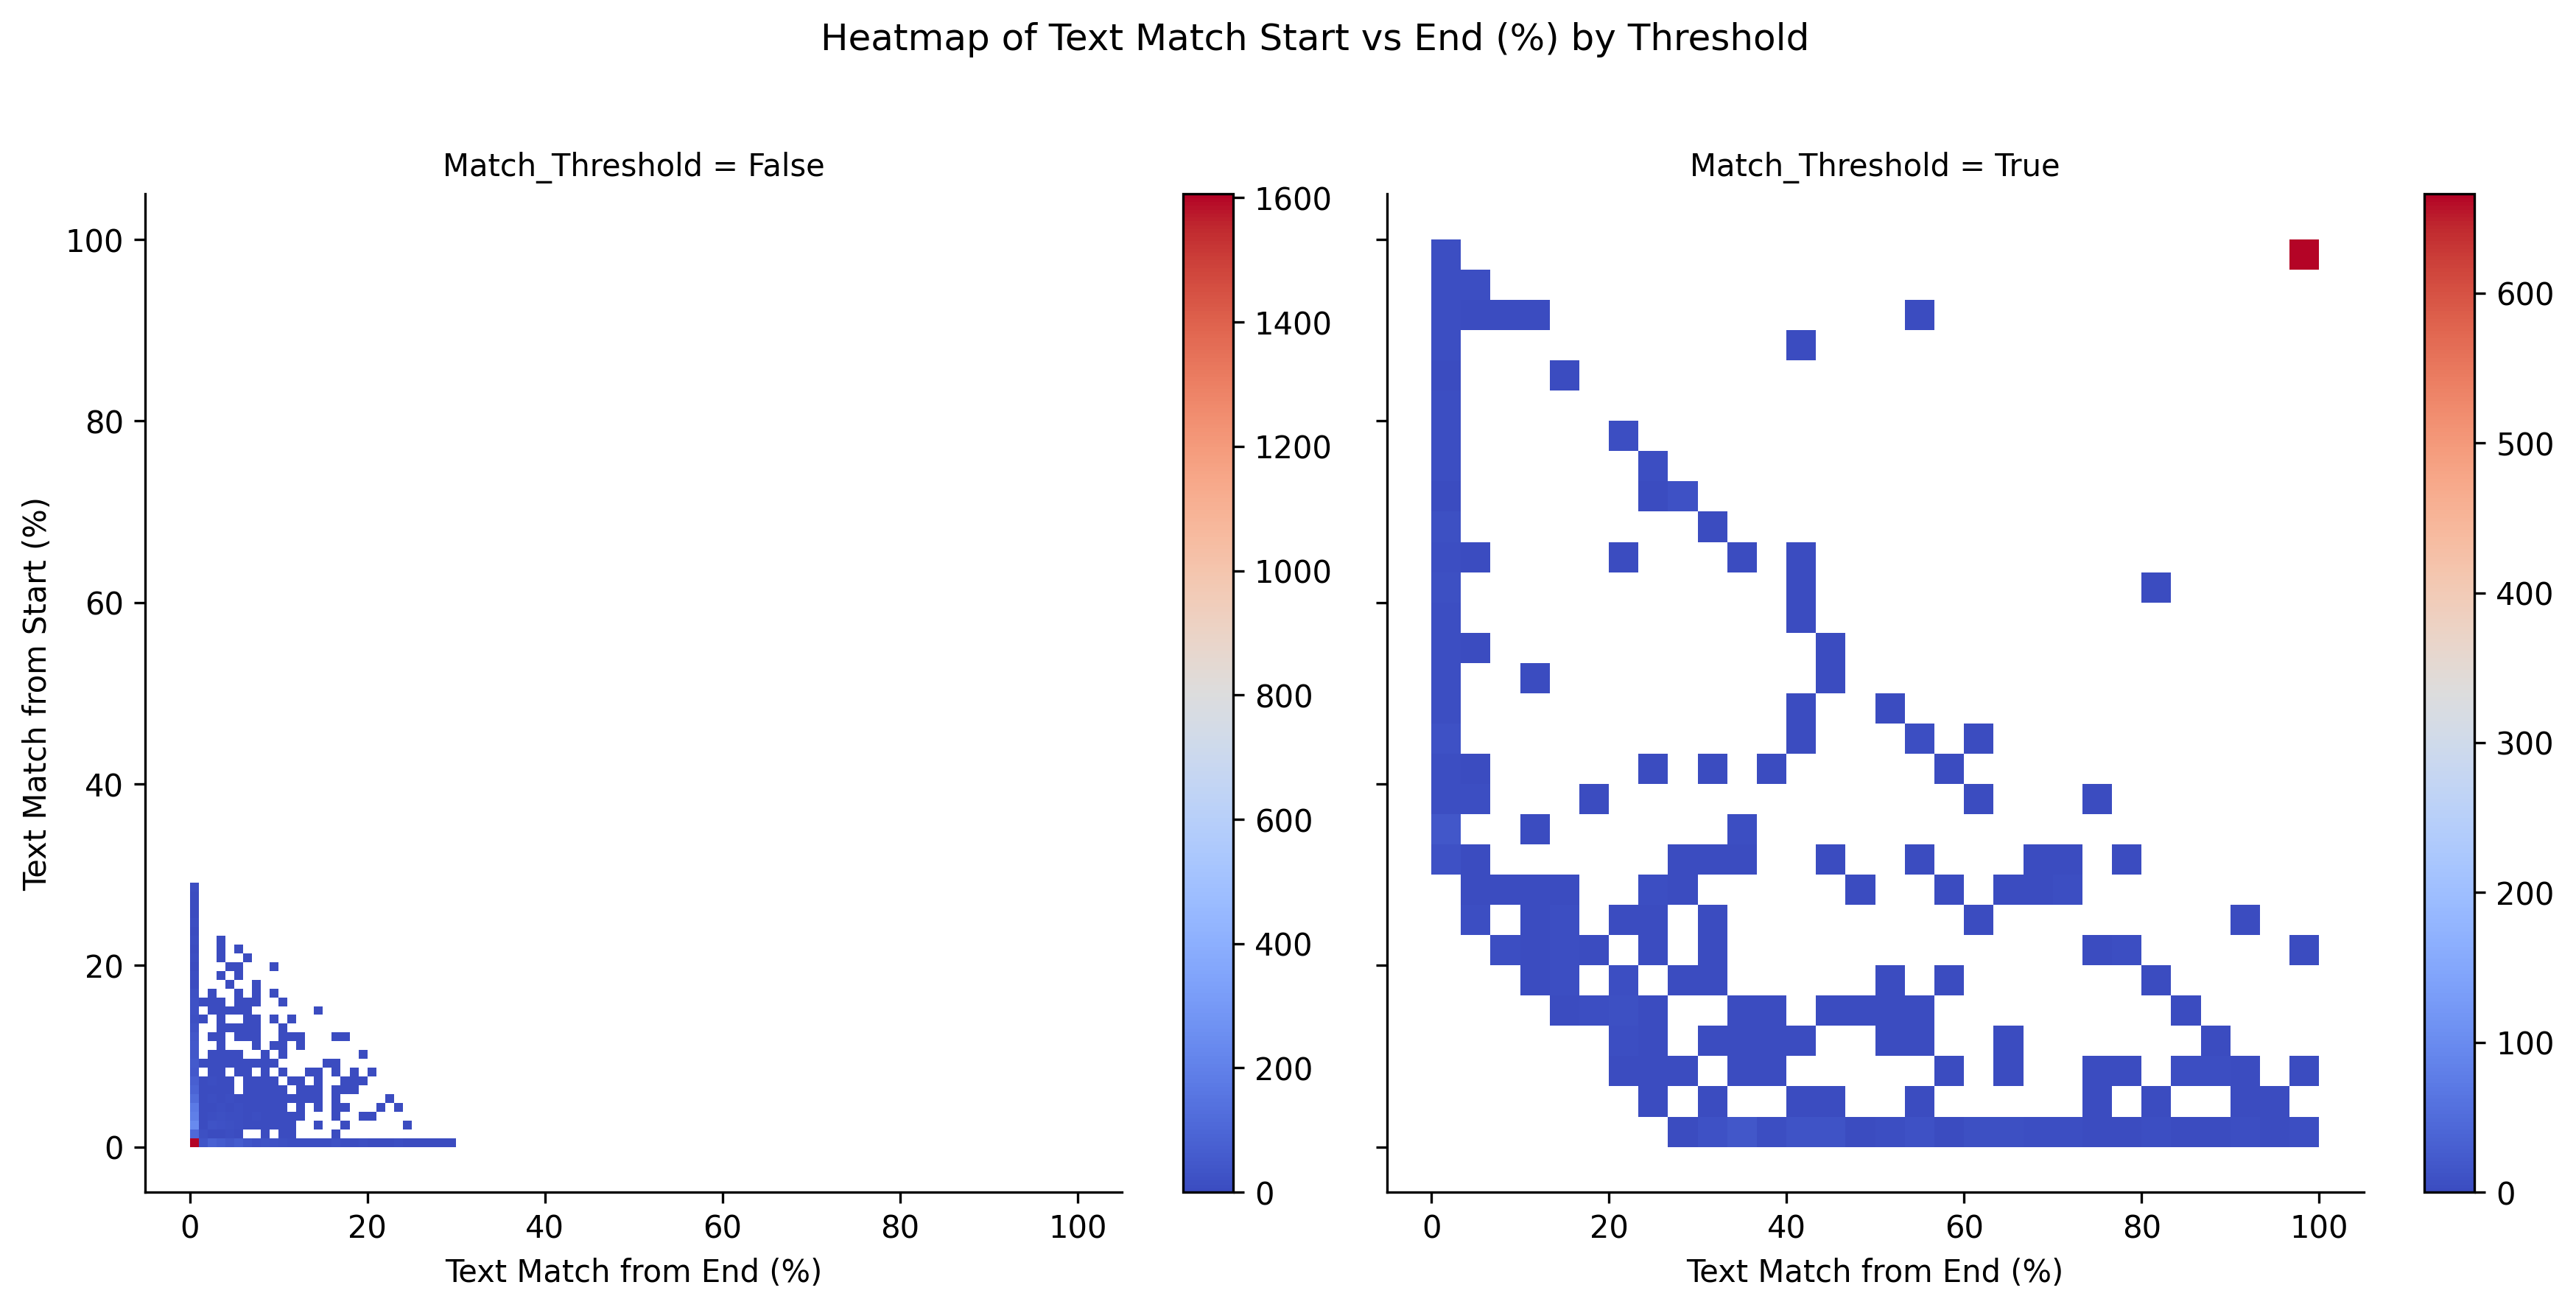 Heatmap of Text Match Start vs End (%) by Threshold
Match_Threshold = False
Match_Threshold = True
Text Match from Start (%)
100
80
60
40
20
0
0 20 40 60 80 100
Text Match from End (%)
1600
1400
1200
1000
800
600
400
200
0
0 20 40 60 80 100
Text Match from End (%)
600
500
400
300
200
100
0